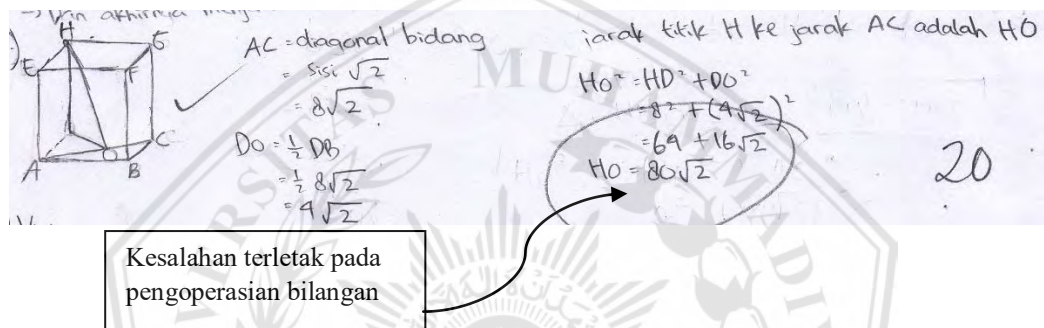 → Dan akhirnya
H
G
E
F
C
O
A
B
AC = diagonal bidang
= sisi √2
= 8√2
DO = 1/2 DB
= 1/2 8√2
= 4√2
jarak titik H ke jarak AC adalah HO
HO² = HD² + DO²
= 8² + (4√2)²
= 64 + 16√2
HO = 80√2
20
Kesalahan terletak pada
pengoperasian bilangan